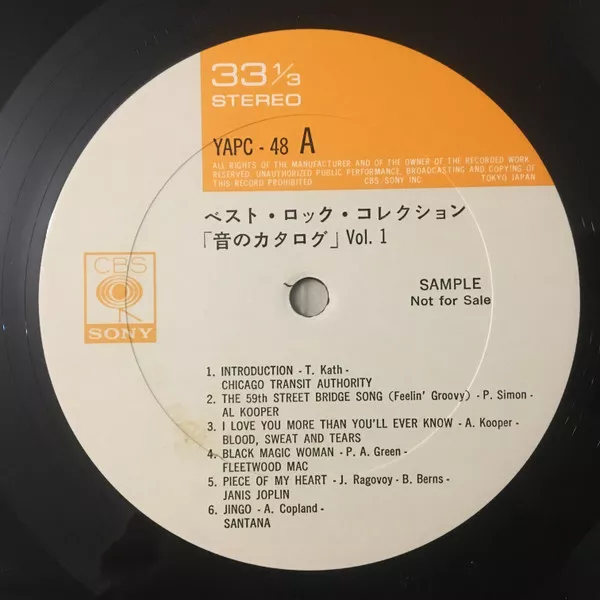 33 1/3
STEREO
YAPC - 48 A
ALL RIGHTS OF THE MANUFACTURER AND OF THE OWNER OF THE RECORDED WORK
RESERVED. UNAUTHORIZED PUBLIC PERFORMANCE, BROADCASTING AND COPYING OF
THIS RECORD PROHIBITED CBS SONY INC TOKYO JAPAN
ベスト・ロック・コレクション
「音のカタログ」Vol. 1
CBS
SONY
SAMPLE
Not for Sale
1. INTRODUCTION - T. Kath -
CHICAGO TRANSIT AUTHORITY
2. THE 59th STREET BRIDGE SONG (Feelin' Groovy) - P. Simon -
AL KOOPER
3. I LOVE YOU MORE THAN YOU'LL EVER KNOW - A. Kooper -
BLOOD, SWEAT AND TEARS
4. BLACK MAGIC WOMAN - P. A. Green -
FLEETWOOD MAC
5. PIECE OF MY HEART - J. Ragovoy - B. Berns -
JANIS JOPLIN
6. JINGO - A. Copland -
SANTANA